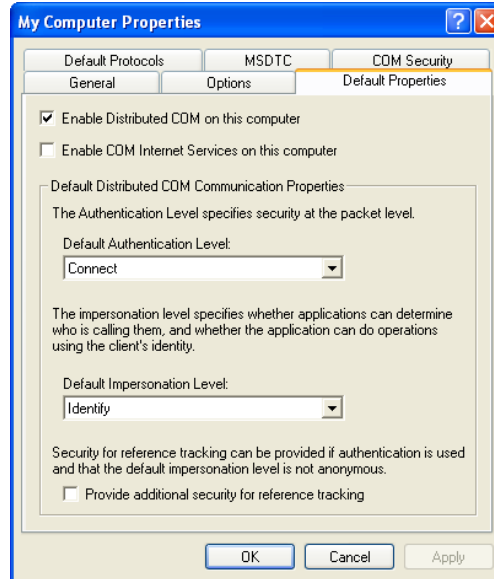 My Computer Properties
Default Protocols MSDTC COM Security
General Options Default Properties
Enable Distributed COM on this computer
Enable COM Internet Services on this computer
Default Distributed COM Communication Properties
The Authentication Level specifies security at the packet level.
Default Authentication Level:
Connect
The impersonation level specifies whether applications can determine
who is calling them, and whether the application can do operations
using the client's identity.
Default Impersonation Level:
Identify
Security for reference tracking can be provided if authentication is used
and that the default impersonation level is not anonymous.
Provide additional security for reference tracking
OK Cancel Apply